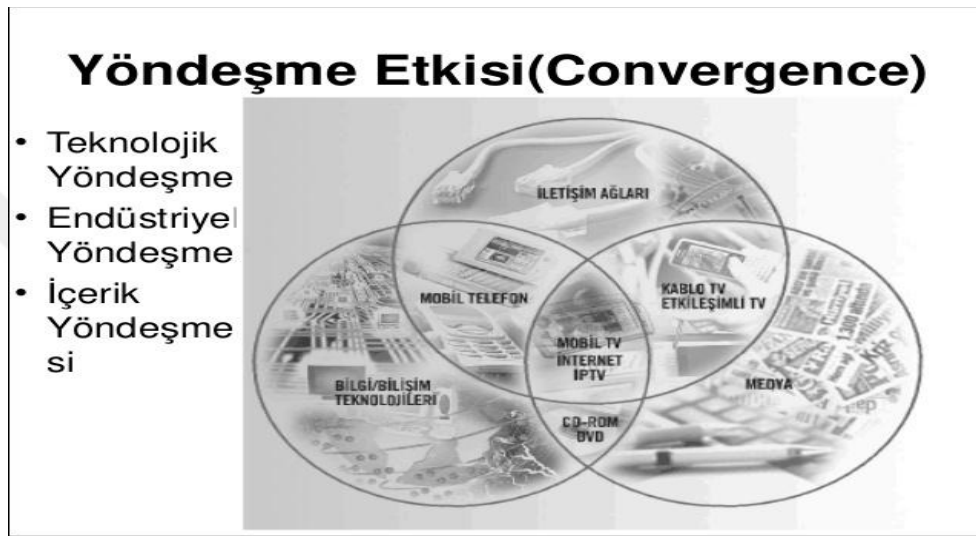 Yöndeşme Etkisi(Convergence)
• Teknolojik
Yöndeşme
• Endüstriyel
Yöndeşme
• İçerik
Yöndeşme
si
İLETİŞİM AĞLARI
MOBİL TELEFON
KABLO TV
ETKİLEŞİMLİ TV
MOBİL TV
İNTERNET
IPTV
BİLGİ/BİLİŞİM
TEKNOLOJİLERİ
MEDYA
CD-ROM
DVD